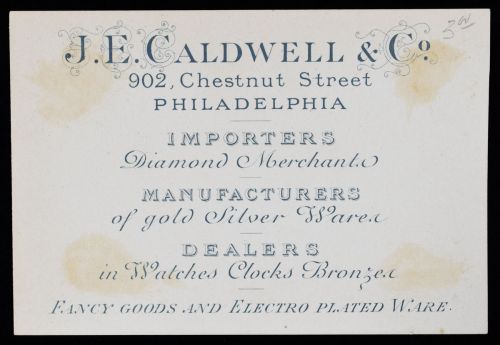 J. E. CALDWELL & Co.
902, Chestnut Street
PHILADELPHIA
IMPORTERS
Diamond Merchants
MANUFACTURERS
of gold Silver Wares
DEALERS
in Watches Clocks Bronzes
FANCY GOODS AND ELECTRO PLATED WARE.